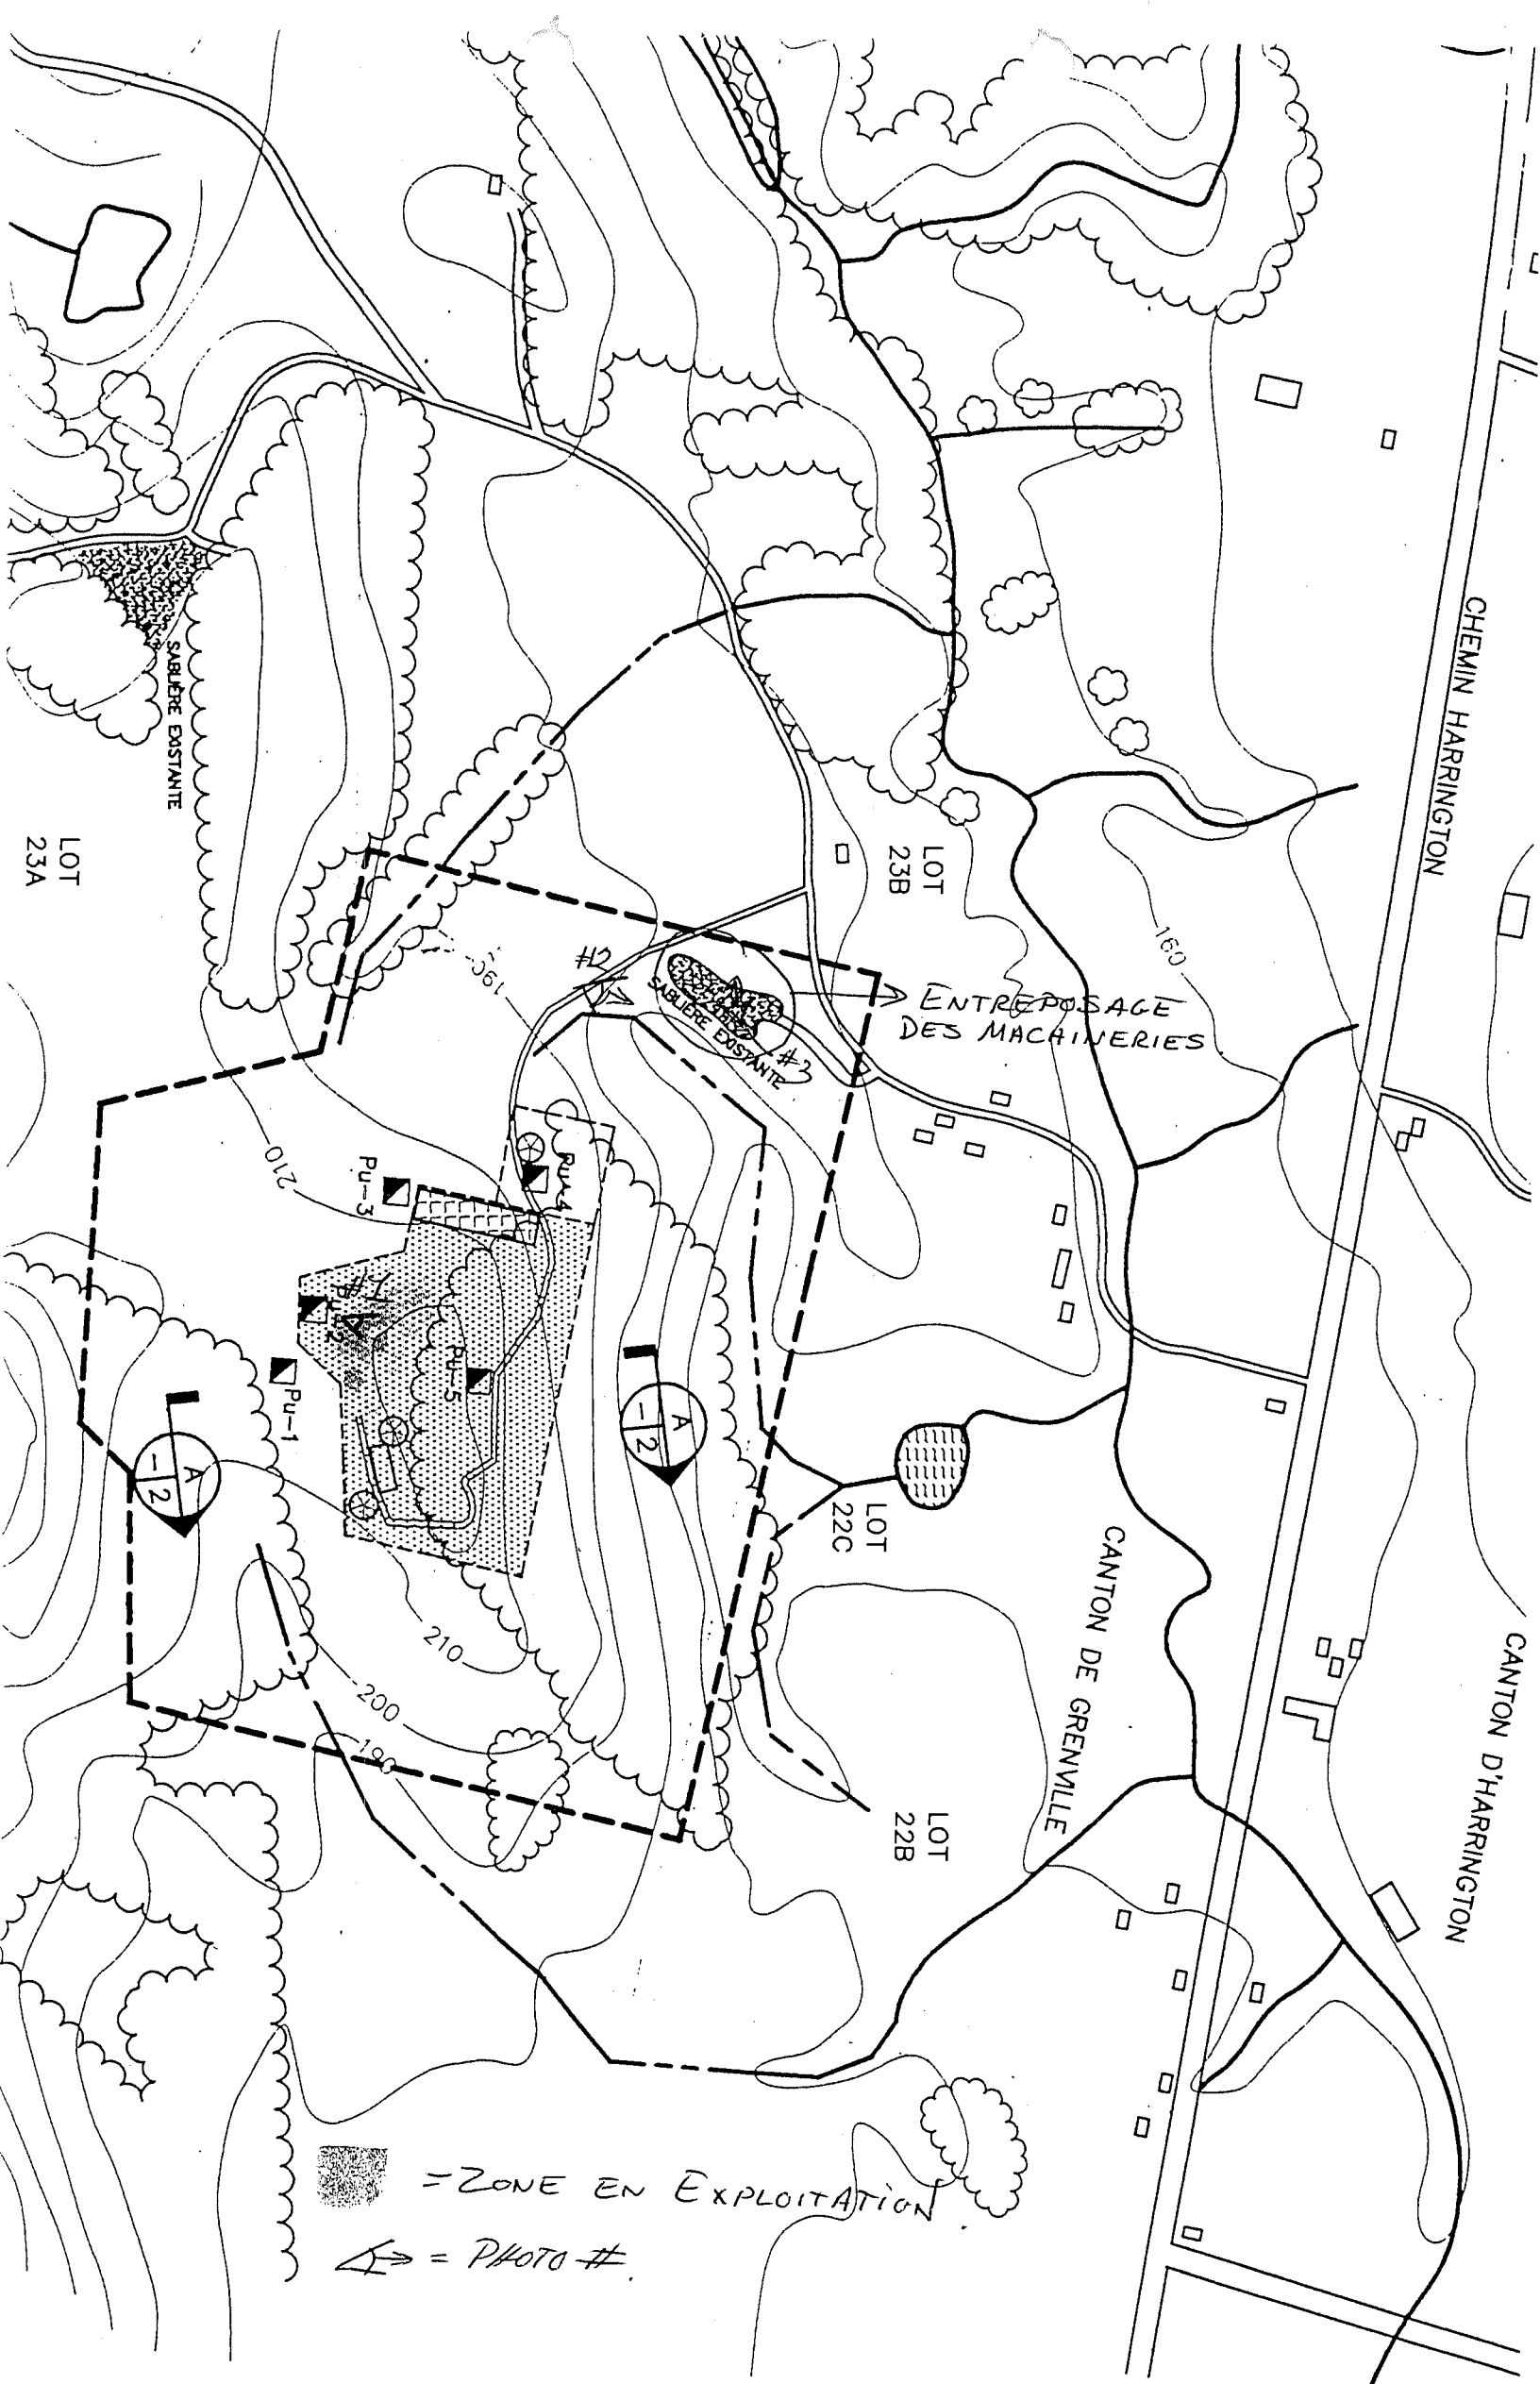 CHEMIN HARRINGTON
CANTON D'HARRINGTON
CANTON DE GRENVILLE
160
LOT
23B
LOT
22C
LOT
22B
LOT
23A
ENTREPOSAGE
DES MACHINERIES
SABLIÈRE EXISTANTE
#3
#2
190
SABLIÈRE EXISTANTE
210
Pu-4
Pu-3
#1
Pu-5
Pu-1
A
- 2
A
- 2
210
200
190
= ZONE EN EXPLOITATION
= PHOTO #.